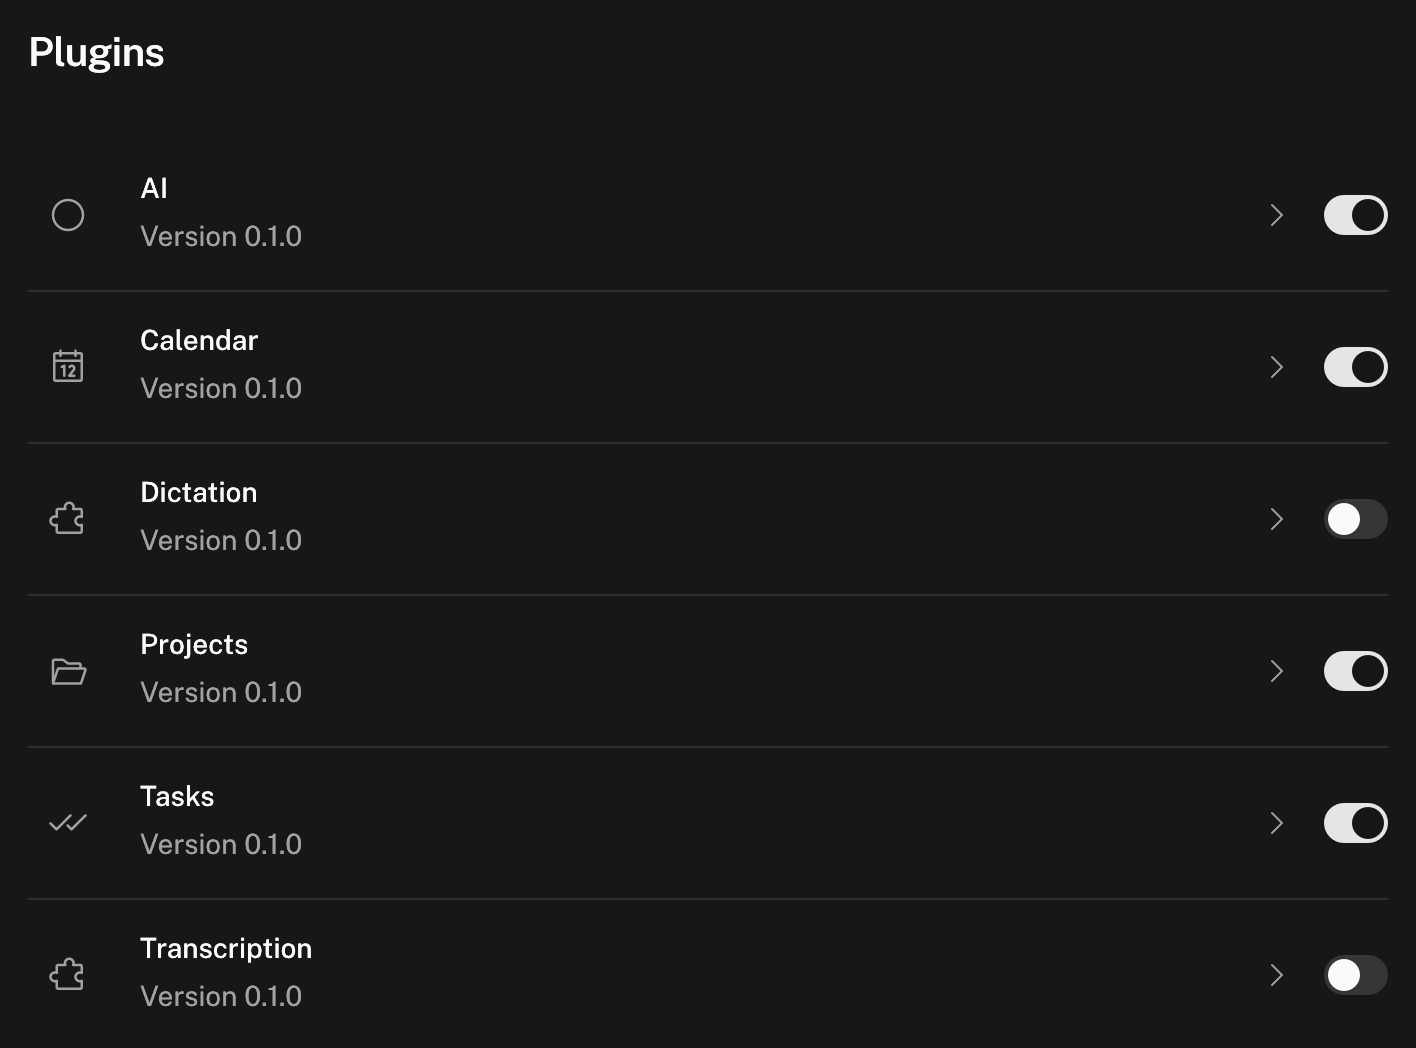 Plugins
AI
Version 0.1.0
12
Calendar
Version 0.1.0
Dictation
Version 0.1.0
Projects
Version 0.1.0
Tasks
Version 0.1.0
Transcription
Version 0.1.0